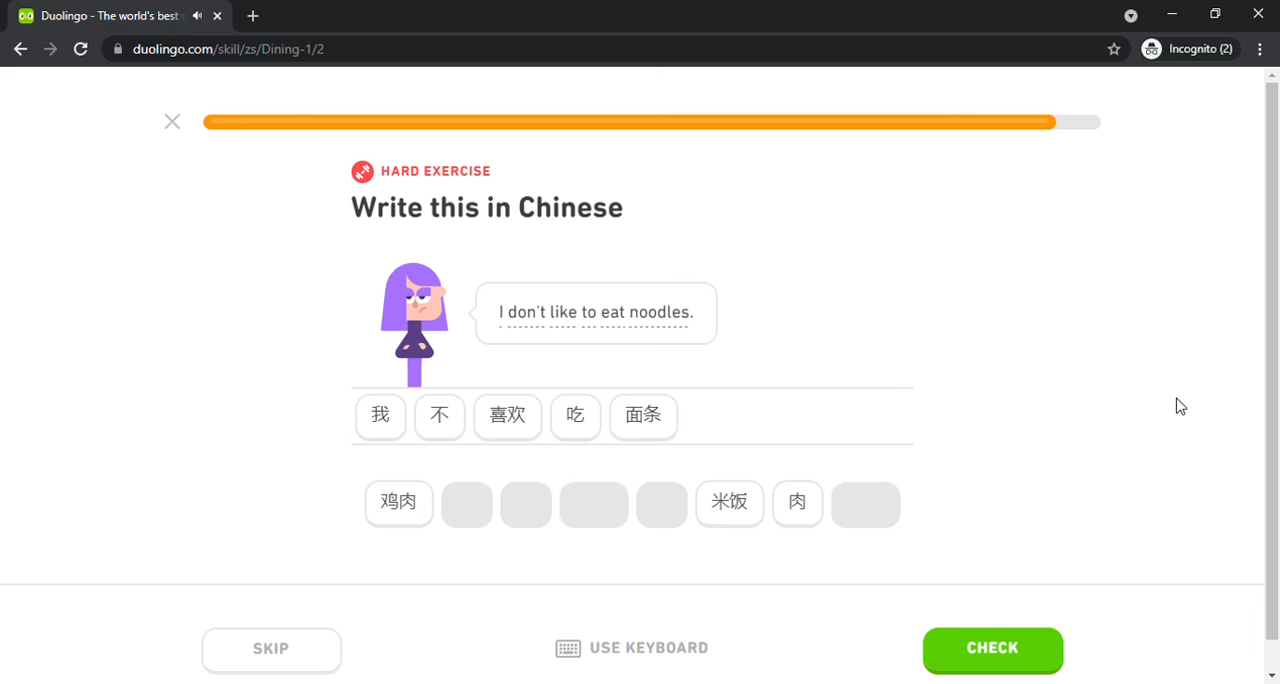 Duolingo - The world's best
duolingo.com/skill/zs/Dining-1/2
Incognito (2)
HARD EXERCISE
Write this in Chinese
I don't like to eat noodles.
我 不 喜欢 吃 面条
鸡肉 米饭 肉
SKIP
USE KEYBOARD
CHECK